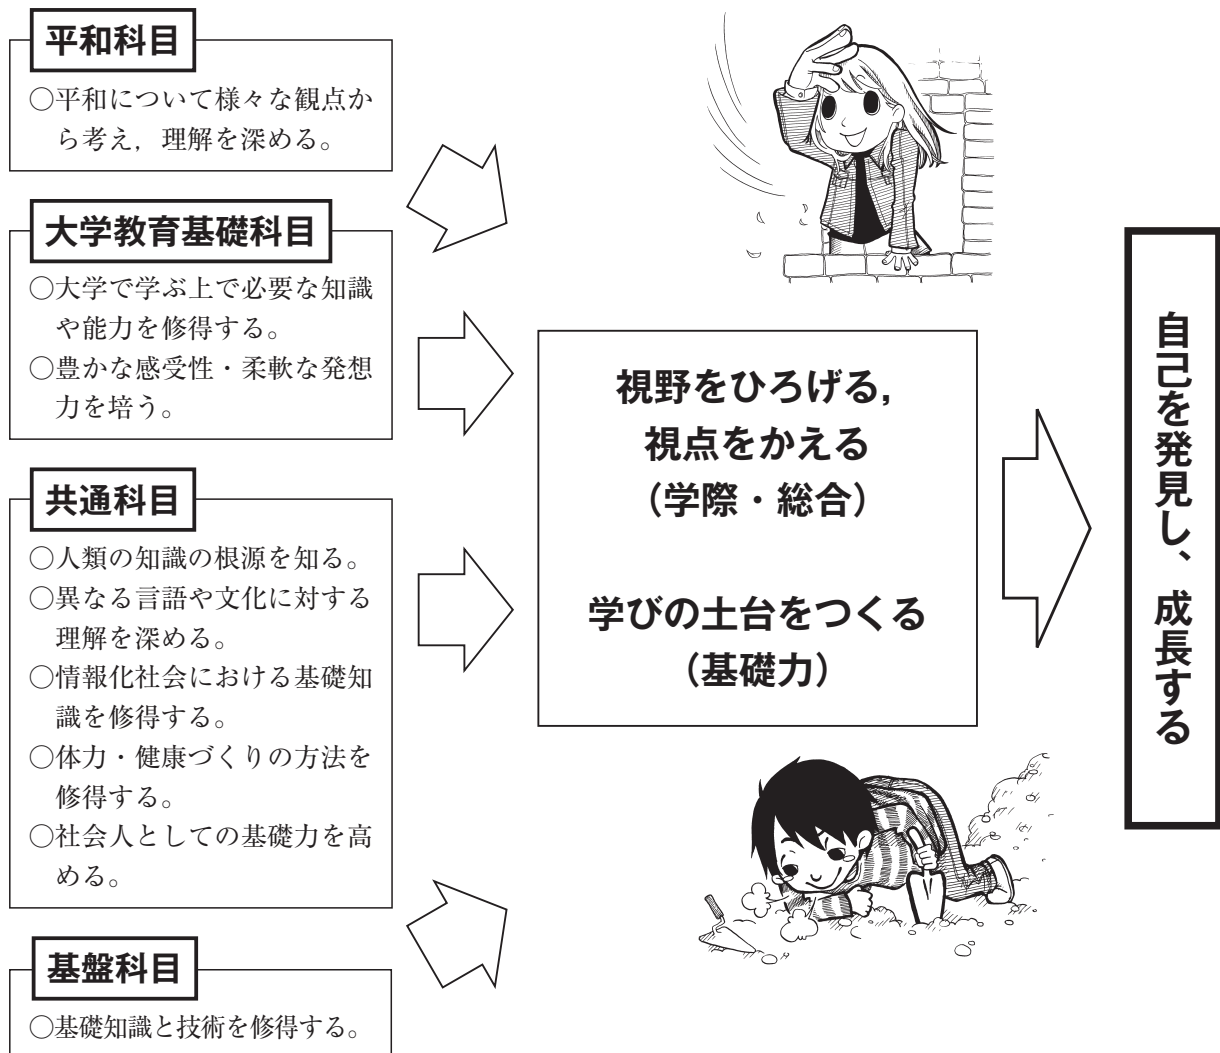 平和科目
○平和について様々な観点か
ら考え，理解を深める。
大学教育基礎科目
○大学で学ぶ上で必要な知識
や能力を修得する。
○豊かな感受性・柔軟な発想
力を培う。
共通科目
○人類の知識の根源を知る。
○異なる言語や文化に対する
理解を深める。
○情報化社会における基礎知
識を修得する。
○体力・健康づくりの方法を
修得する。
○社会人としての基礎力を高
める。
基盤科目
○基礎知識と技術を修得する。
視野をひろげる，
視点をかえる
（学際・総合）
学びの土台をつくる
（基礎力）
自己を発見し、成長する